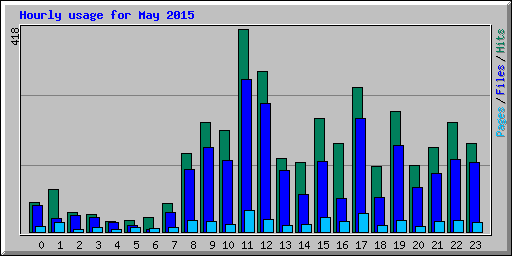 Hourly usage for May 2015
418
Pages / Files / Hits
0 1 2 3 4 5 6 7 8 9 10 11 12 13 14 15 16 17 18 19 20 21 22 23